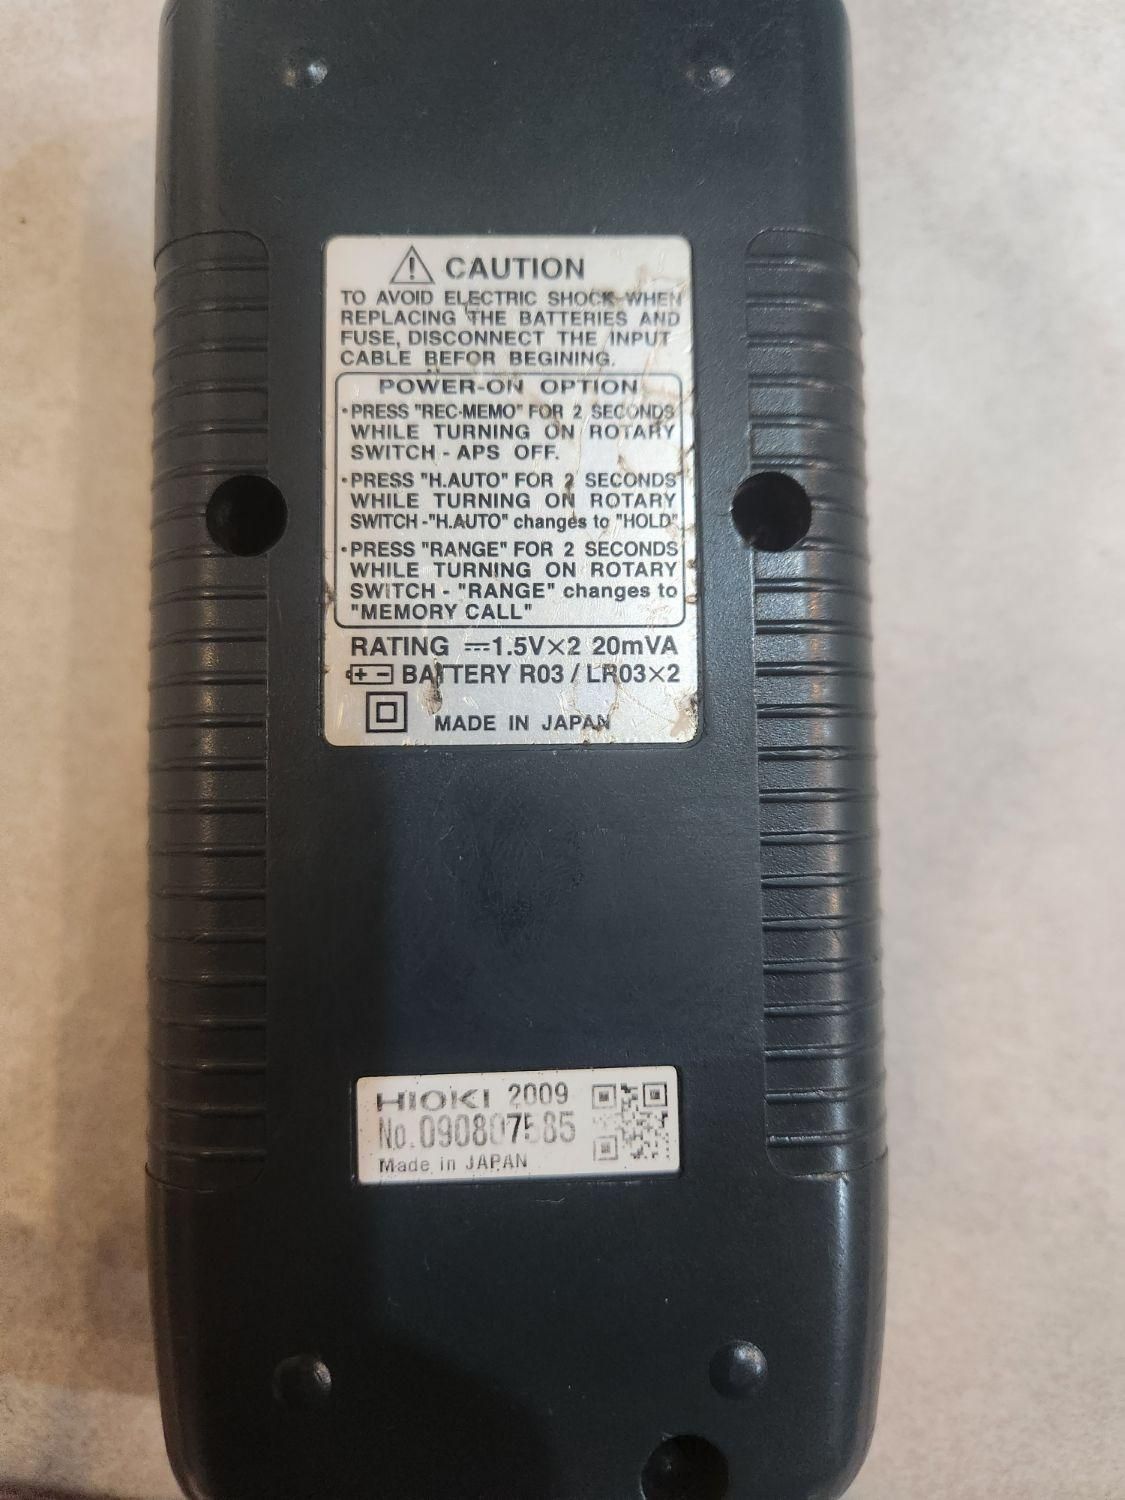 CAUTION
TO AVOID ELECTRIC SHOCK WHEN
REPLACING THE BATTERIES AND
FUSE, DISCONNECT THE INPUT
CABLE BEFOR BEGINING.
POWER-ON OPTION
·PRESS "REC-MEMO" FOR 2 SECONDS
WHILE TURNING ON ROTARY
SWITCH - APS OFF.
·PRESS "H.AUTO" FOR 2 SECONDS
WHILE TURNING ON ROTARY
SWITCH -"H.AUTO" changes to "HOLD"
·PRESS "RANGE" FOR 2 SECONDS
WHILE TURNING ON ROTARY
SWITCH - "RANGE" changes to
"MEMORY CALL"
RATING ⎓1.5V×2 20mVA
BATTERY R03 / LR03×2
MADE IN JAPAN
HIOKI 2009
No.090807585
Made in JAPAN